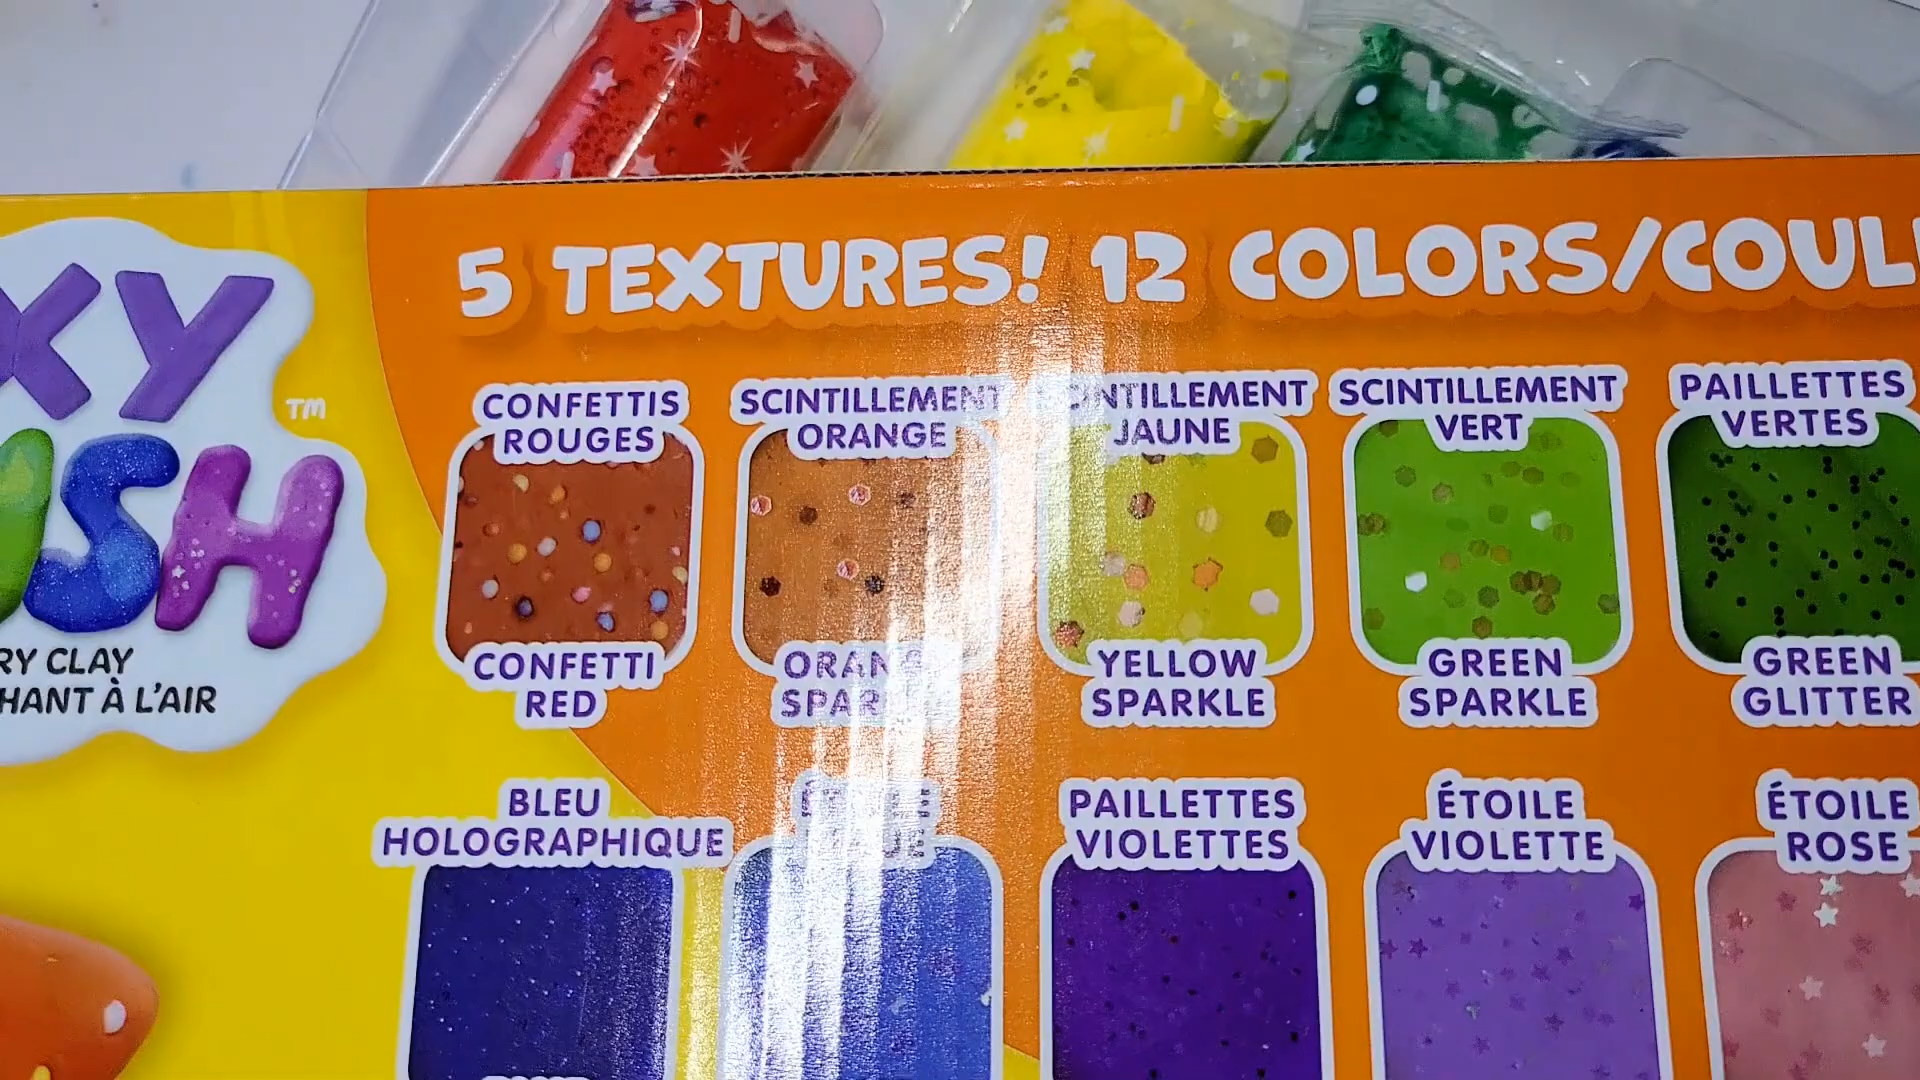 5 TEXTURES! 12 COLORS/COUL
XY
TM
SH
RY CLAY
HANT À L'AIR
CONFETTIS
ROUGES
CONFETTI
RED
SCINTILLEMENT
ORANGE
JAUNE
YELLOW
SPARKLE
SCINTILLEMENT
VERT
GREEN
SPARKLE
PAILLETTES
VERTES
GREEN
GLITTER
BLEU
HOLOGRAPHIQUE
PAILLETTES
VIOLETTES
ÉTOILE
VIOLETTE
ÉTOILE
ROSE